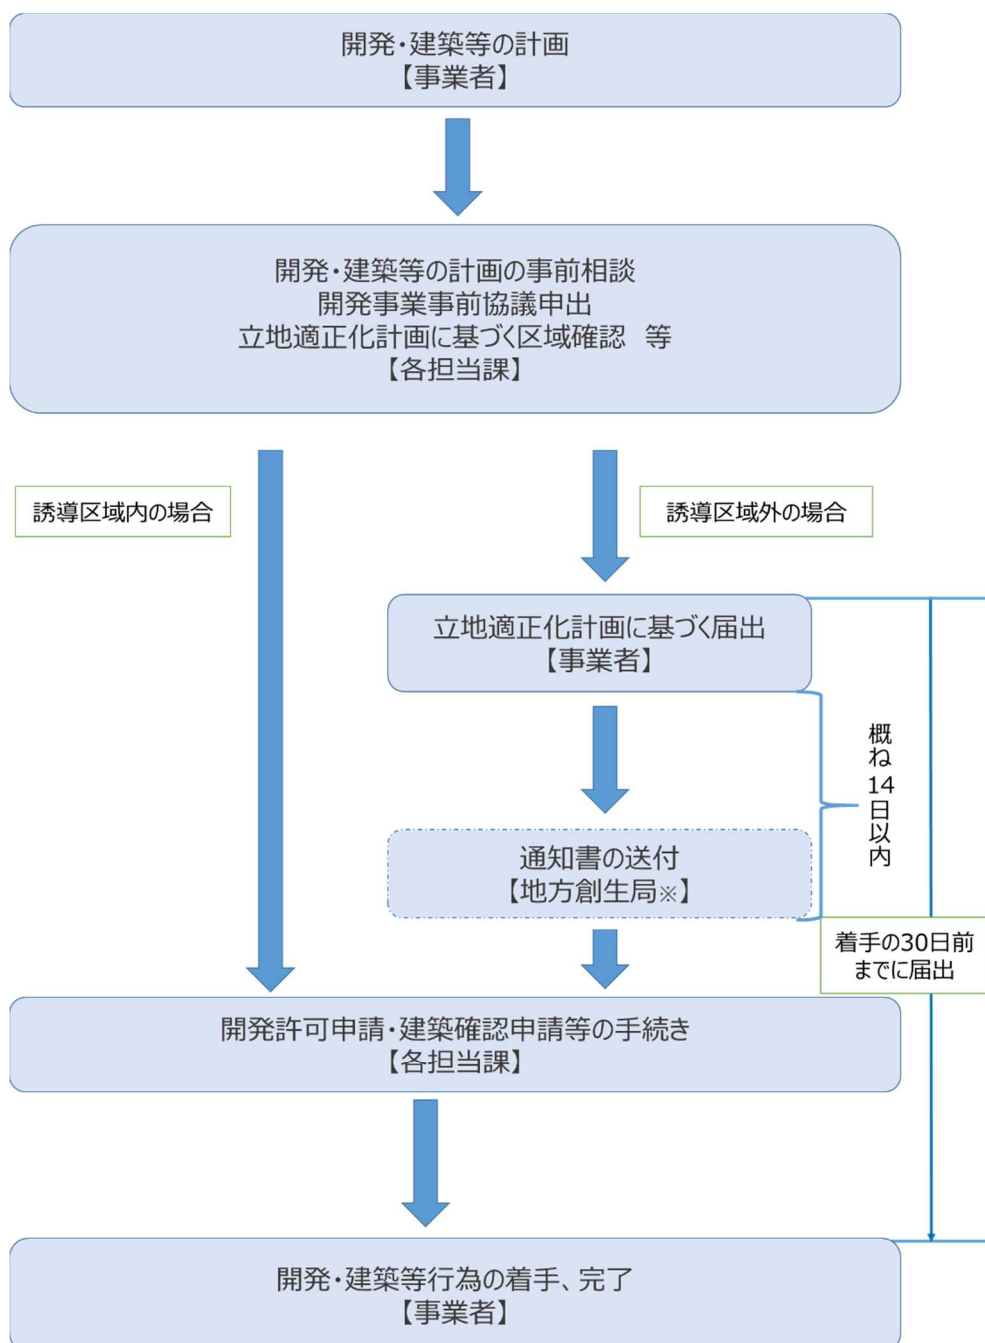 開発・建築等の計画
【事業者】
開発・建築等の計画の事前相談
開発事業事前協議申出
立地適正化計画に基づく区域確認　等
【各担当課】
誘導区域内の場合
誘導区域外の場合
立地適正化計画に基づく届出
【事業者】
概ね14日以内
通知書の送付
【地方創生局※】
着手の30日前
までに届出
開発許可申請・建築確認申請等の手続き
【各担当課】
開発・建築等行為の着手、完了
【事業者】